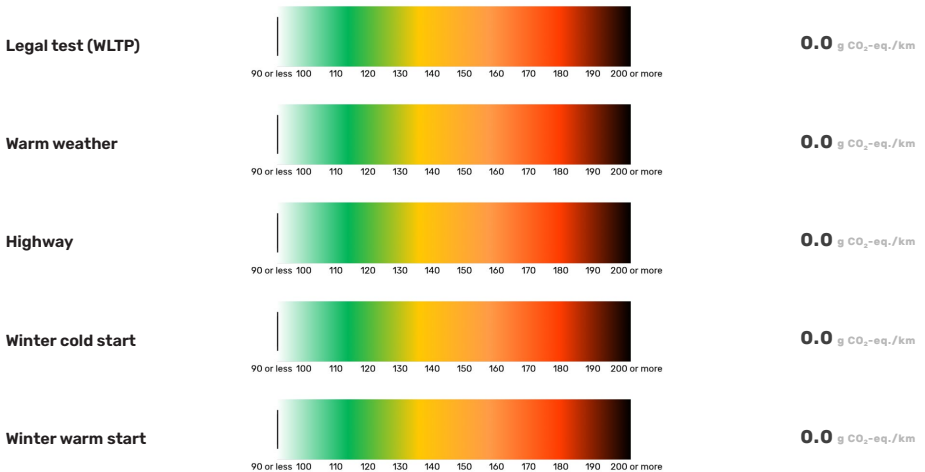 Legal test (WLTP)
0.0 g CO₂-eq./km
90 or less 100 110 120 130 140 150 160 170 180 190 200 or more
Warm weather
0.0 g CO₂-eq./km
90 or less 100 110 120 130 140 150 160 170 180 190 200 or more
Highway
0.0 g CO₂-eq./km
90 or less 100 110 120 130 140 150 160 170 180 190 200 or more
Winter cold start
0.0 g CO₂-eq./km
90 or less 100 110 120 130 140 150 160 170 180 190 200 or more
Winter warm start
0.0 g CO₂-eq./km
90 or less 100 110 120 130 140 150 160 170 180 190 200 or more